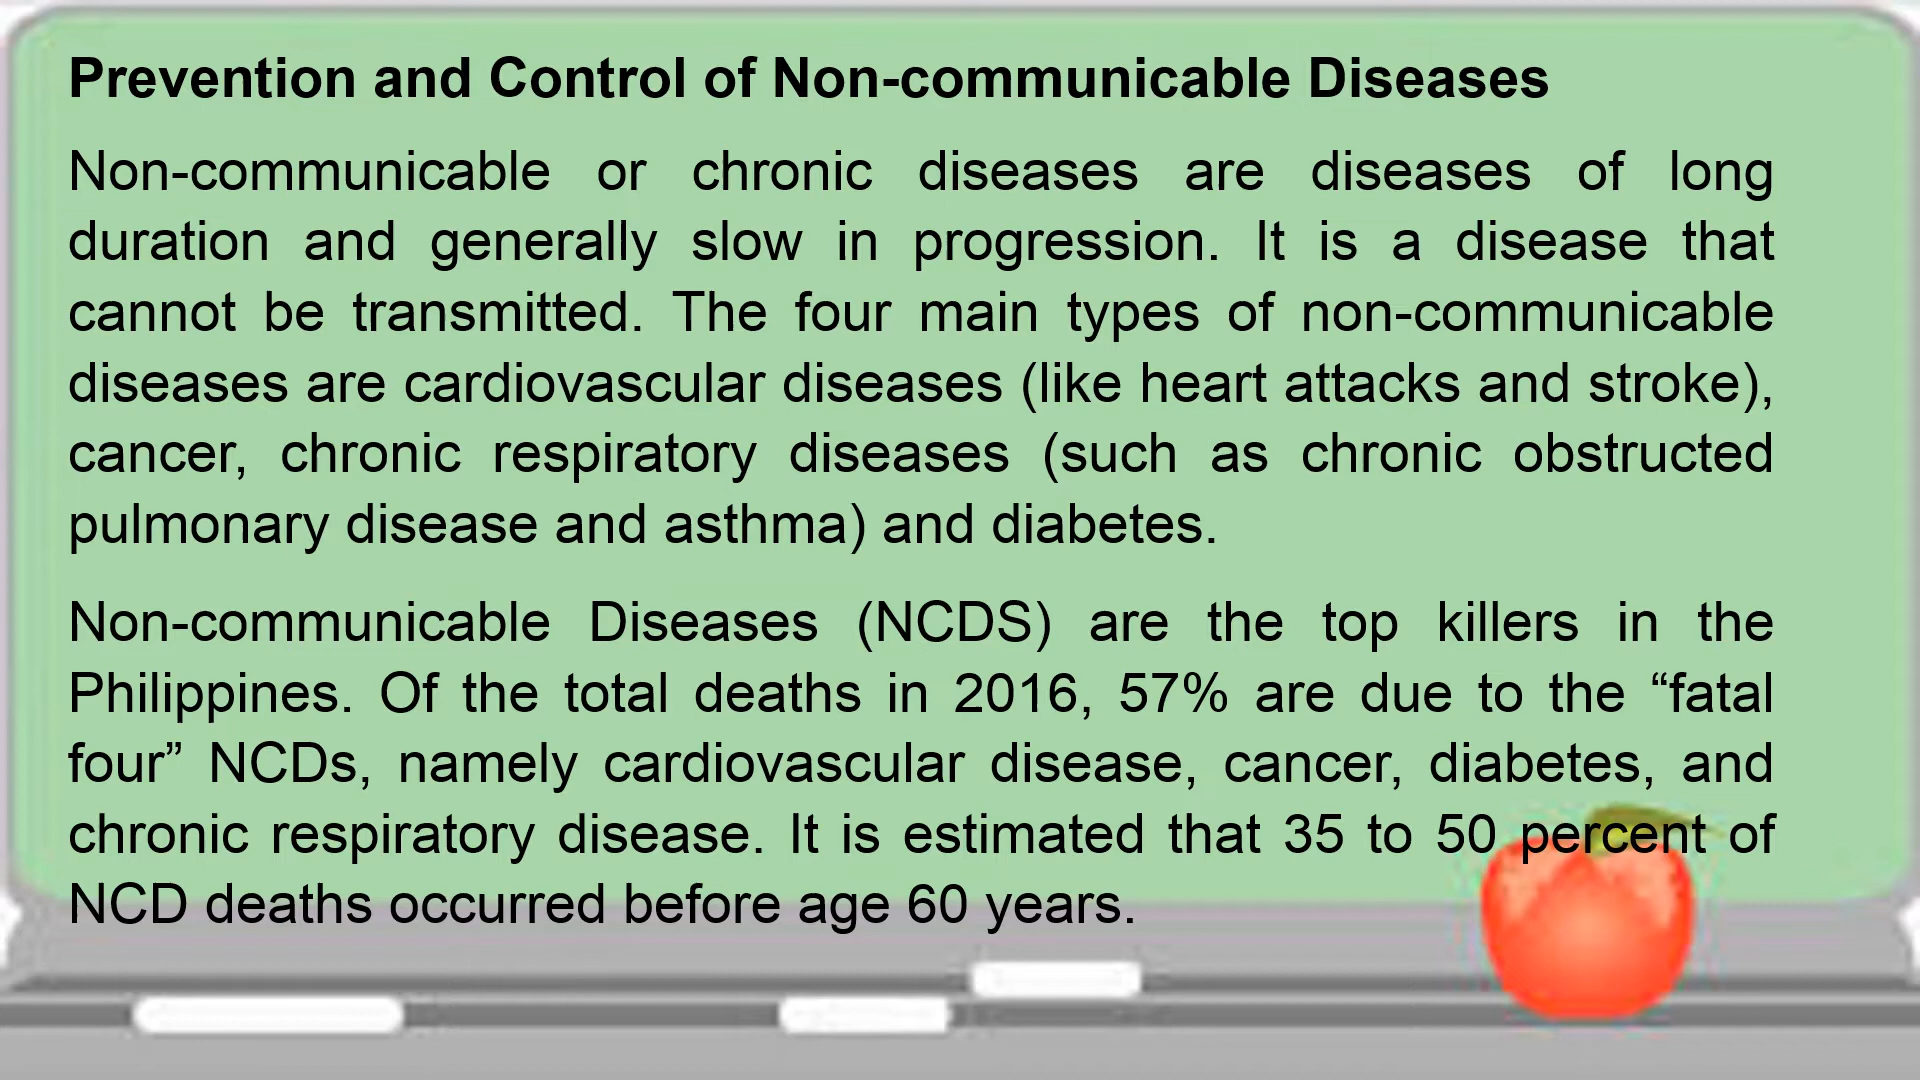 Prevention and Control of Non-communicable Diseases
Non-communicable or chronic diseases are diseases of long
duration and generally slow in progression. It is a disease that
cannot be transmitted. The four main types of non-communicable
diseases are cardiovascular diseases (like heart attacks and stroke),
cancer, chronic respiratory diseases (such as chronic obstructed
pulmonary disease and asthma) and diabetes.
Non-communicable Diseases (NCDS) are the top killers in the
Philippines. Of the total deaths in 2016, 57% are due to the “fatal
four” NCDs, namely cardiovascular disease, cancer, diabetes, and
chronic respiratory disease. It is estimated that 35 to 50 percent of
NCD deaths occurred before age 60 years.